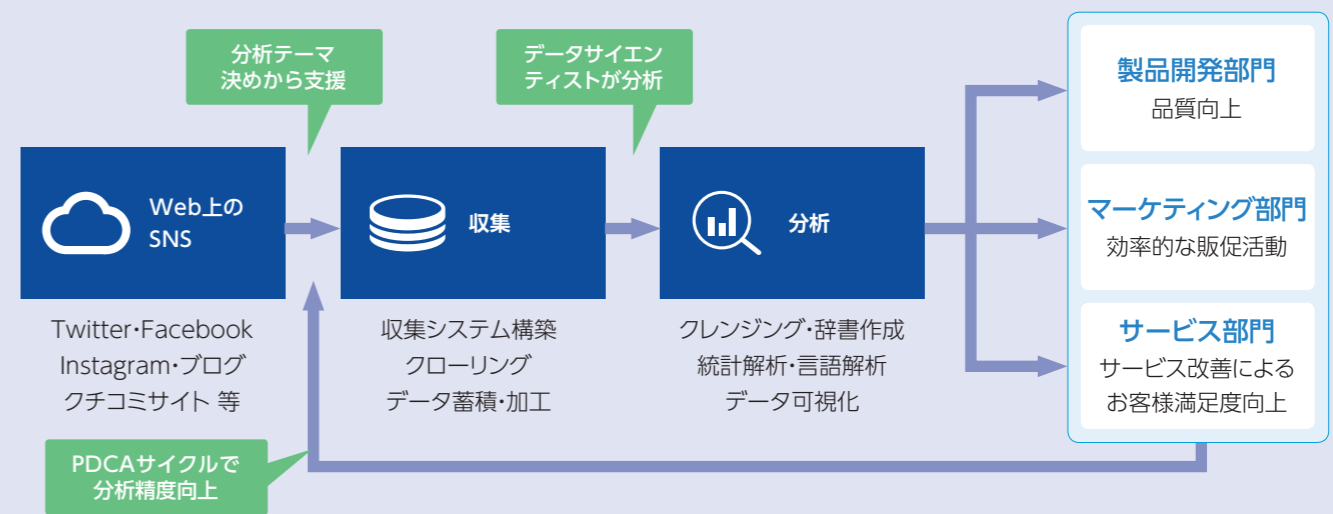 分析テーマ
決めから支援
データサイエン
ティストが分析
Web上の
SNS
収集
分析
Twitter･Facebook
Instagram･ブログ
クチコミサイト 等
収集システム構築
クローリング
データ蓄積･加工
クレンジング･辞書作成
統計解析･言語解析
データ可視化
製品開発部門
品質向上
マーケティング部門
効率的な販促活動
サービス部門
サービス改善による
お客様満足度向上
PDCAサイクルで
分析精度向上